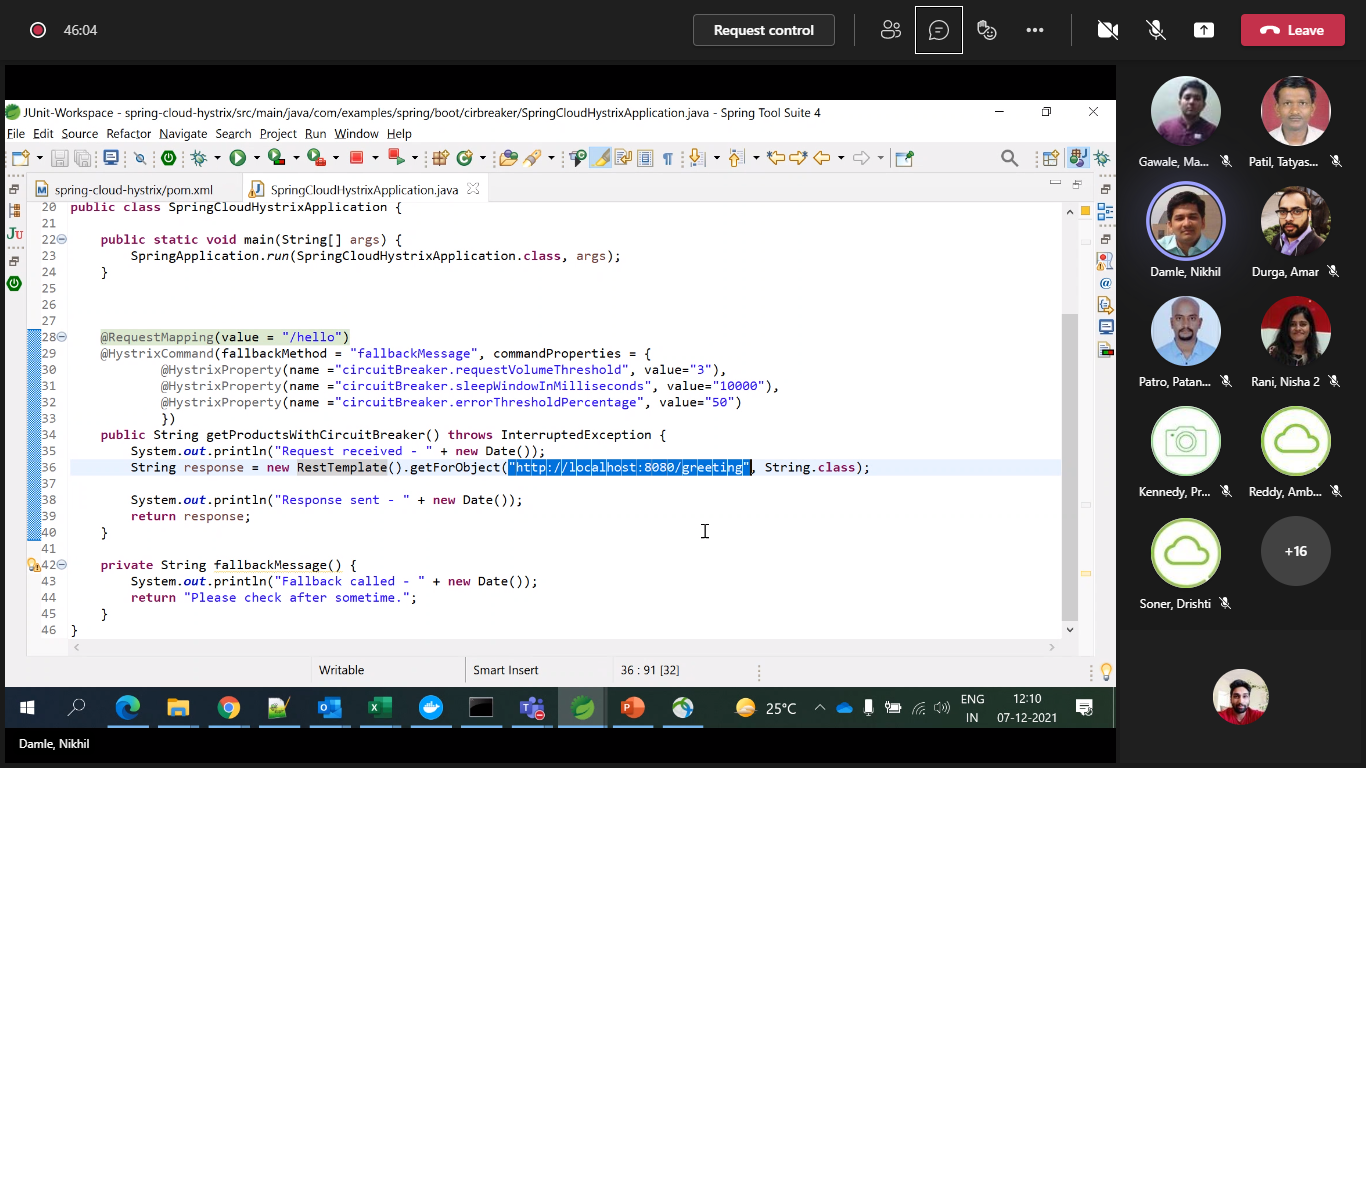 46:04
Request control
Leave
JUnit-Workspace - spring-cloud-hystrix/src/main/java/com/examples/spring/boot/cirbreaker/SpringCloudHystrixApplication.java - Spring Tool Suite 4
File Edit Source Refactor Navigate Search Project Run Window Help
spring-cloud-hystrix/pom.xml
SpringCloudHystrixApplication.java
20 public class SpringCloudHystrixApplication {
21
22 public static void main(String[] args) {
23 SpringApplication.run(SpringCloudHystrixApplication.class, args);
24 }
25
26
27
28 @RequestMapping(value = "/hello")
29 @HystrixCommand(fallbackMethod = "fallbackMessage", commandProperties = {
30 @HystrixProperty(name ="circuitBreaker.requestVolumeThreshold", value="3"),
31 @HystrixProperty(name ="circuitBreaker.sleepWindowInMilliseconds", value="10000"),
32 @HystrixProperty(name ="circuitBreaker.errorThresholdPercentage", value="50")
33 })
34 public String getProductsWithCircuitBreaker() throws InterruptedException {
35 System.out.println("Request received - " + new Date());
36 String response = new RestTemplate().getForObject("http://localhost:8080/greeting", String.class);
37
38 System.out.println("Response sent - " + new Date());
39 return response;
40 }
41
42 private String fallbackMessage() {
43 System.out.println("Fallback called - " + new Date());
44 return "Please check after sometime.";
45 }
46 }
Writable
Smart Insert
36 : 91 [32]
25°C
ENG
IN
12:10
07-12-2021
Damle, Nikhil
Gawale, Ma...
Patil, Tatyas...
Damle, Nikhil
Durga, Amar
Patro, Patan...
Rani, Nisha 2
Kennedy, Pr...
Reddy, Amb...
Soner, Drishti
+16